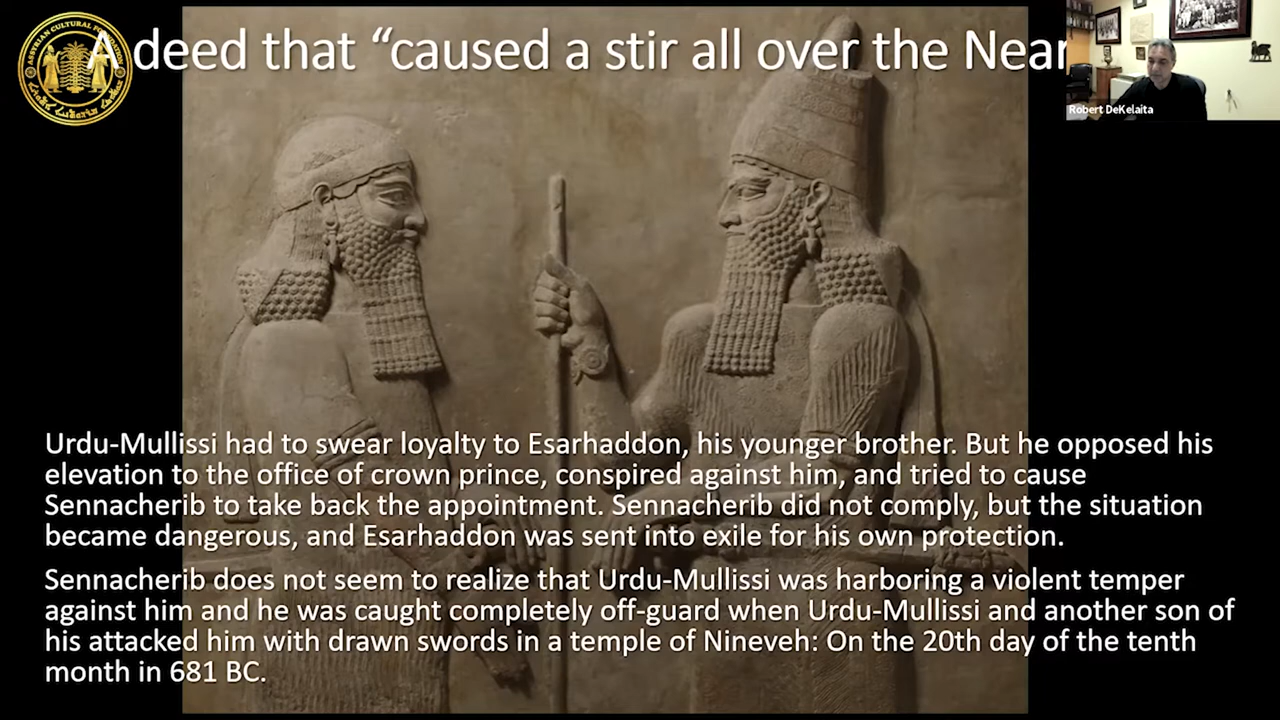 A deed that “caused a stir all over the Near
Robert DeKelaita
Urdu-Mullissi had to swear loyalty to Esarhaddon, his younger brother. But he opposed his
elevation to the office of crown prince, conspired against him, and tried to cause
Sennacherib to take back the appointment. Sennacherib did not comply, but the situation
became dangerous, and Esarhaddon was sent into exile for his own protection.
Sennacherib does not seem to realize that Urdu-Mullissi was harboring a violent temper
against him and he was caught completely off-guard when Urdu-Mullissi and another son of
his attacked him with drawn swords in a temple of Nineveh: On the 20th day of the tenth
month in 681 BC.